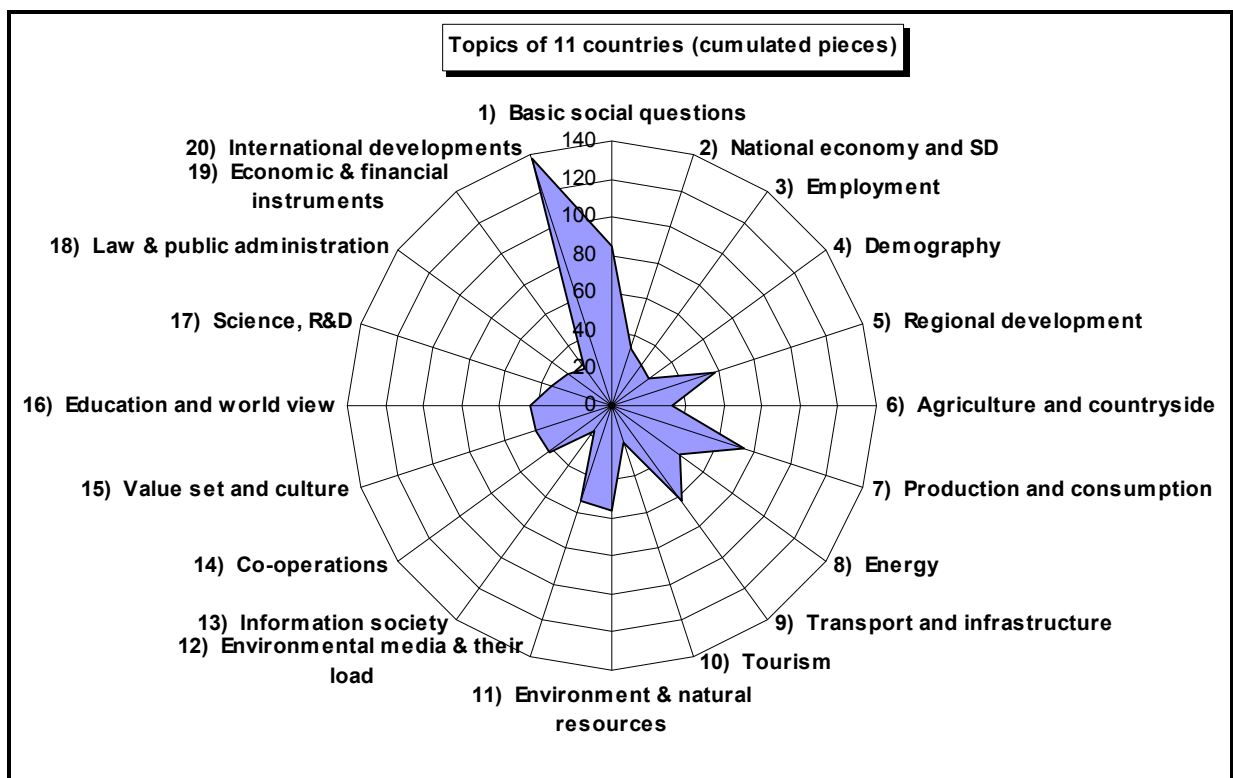 Topics of 11 countries (cumulated pieces)
1) Basic social questions
2) National economy and SD
3) Employment
4) Demography
5) Regional development
6) Agriculture and countryside
7) Production and consumption
8) Energy
9) Transport and infrastructure
10) Tourism
11) Environment & natural
resources
12) Environmental media & their
load
13) Information society
14) Co-operations
15) Value set and culture
16) Education and world view
17) Science, R&D
18) Law & public administration
19) Economic & financial
instruments
20) International developments
140
120
100
80
60
40
20
0